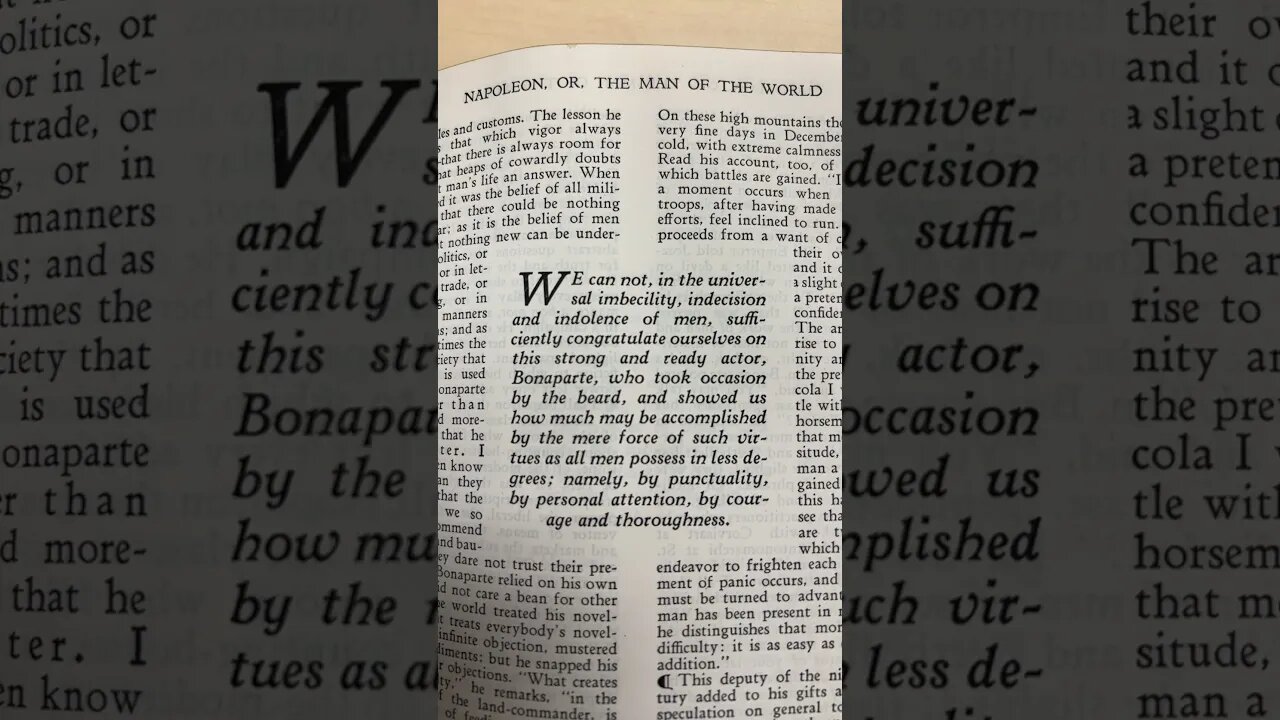 NAPOLEON, OR, THE MAN OF THE WORLD
les and customs. The lesson he
that which vigor always
-that there is always room for
heaps of cowardly doubts
man's life an answer. When
it was the belief of all mili-
that there could be nothing
as it is the belief of men
nothing new can be under-
olitics, or
or in let-
trade, or
or in
manners
and as
times the
ciety that
is used
onaparte
than
more-
that he
ter. I
know
they
that the
we so
mmend
and bau-
dare not trust their pre-
Bonaparte relied on his own
not care a bean for other
world treated his novel-
treats everybody's novel-
infinite objection, mustered
but he snapped his
objections. "What creates
he remarks, "in the
the land-commander, is
WE can not, in the univer-
sal imbecility, indecision
and indolence of men, suffi-
ciently congratulate ourselves on
this strong and ready actor,
Bonaparte, who took occasion
by the beard, and showed us
how much may be accomplished
by the mere force of such vir-
tues as all men possess in less de-
grees; namely, by punctuality,
by personal attention, by cour-
age and thoroughness.
On these high mountains the
very fine days in December
cold, with extreme calmness
Read his account, too, of
which battles are gained. "I
a moment occurs when
troops, after having made
efforts, feel inclined to run.
proceeds from a want of
their
and it
a slight
a preten
confiden
The ar
rise to
nity an
the pre
cola I
tle with
horsem
that m
situde,
man a
gained
this ha
see tha
are
which
endeavor to frighten each
ment of panic occurs, and
must be turned to advan
man has been present in
he distinguishes that mo
difficulty: it is as easy as
addition."
¶ This deputy of the ni
tury added to his gifts a
speculation on general to